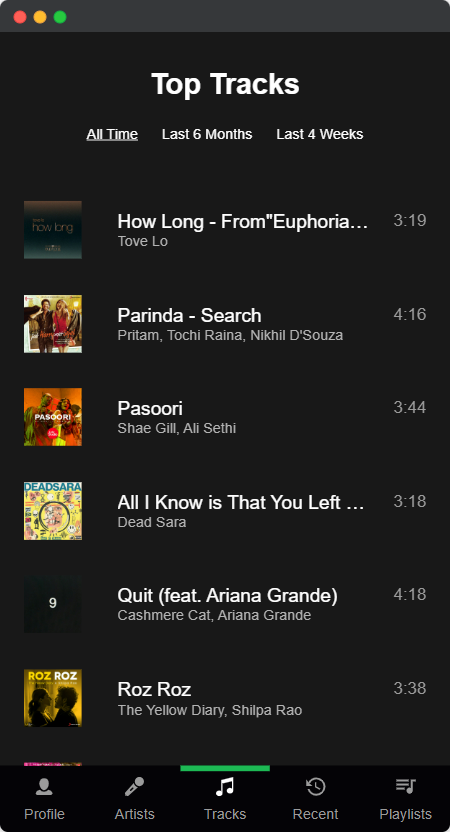 Top Tracks
All Time Last 6 Months Last 4 Weeks
how long
How Long - From"Euphoria… 3:19
Tove Lo
Parinda - Search 4:16
Pritam, Tochi Raina, Nikhil D'Souza
PASOORI
Pasoori 3:44
Shae Gill, Ali Sethi
DEADSARA
All I Know is That You Left … 3:18
Dead Sara
9
Quit (feat. Ariana Grande) 4:18
Cashmere Cat, Ariana Grande
ROZ ROZ
Roz Roz 3:38
The Yellow Diary, Shilpa Rao
Profile Artists Tracks Recent Playlists